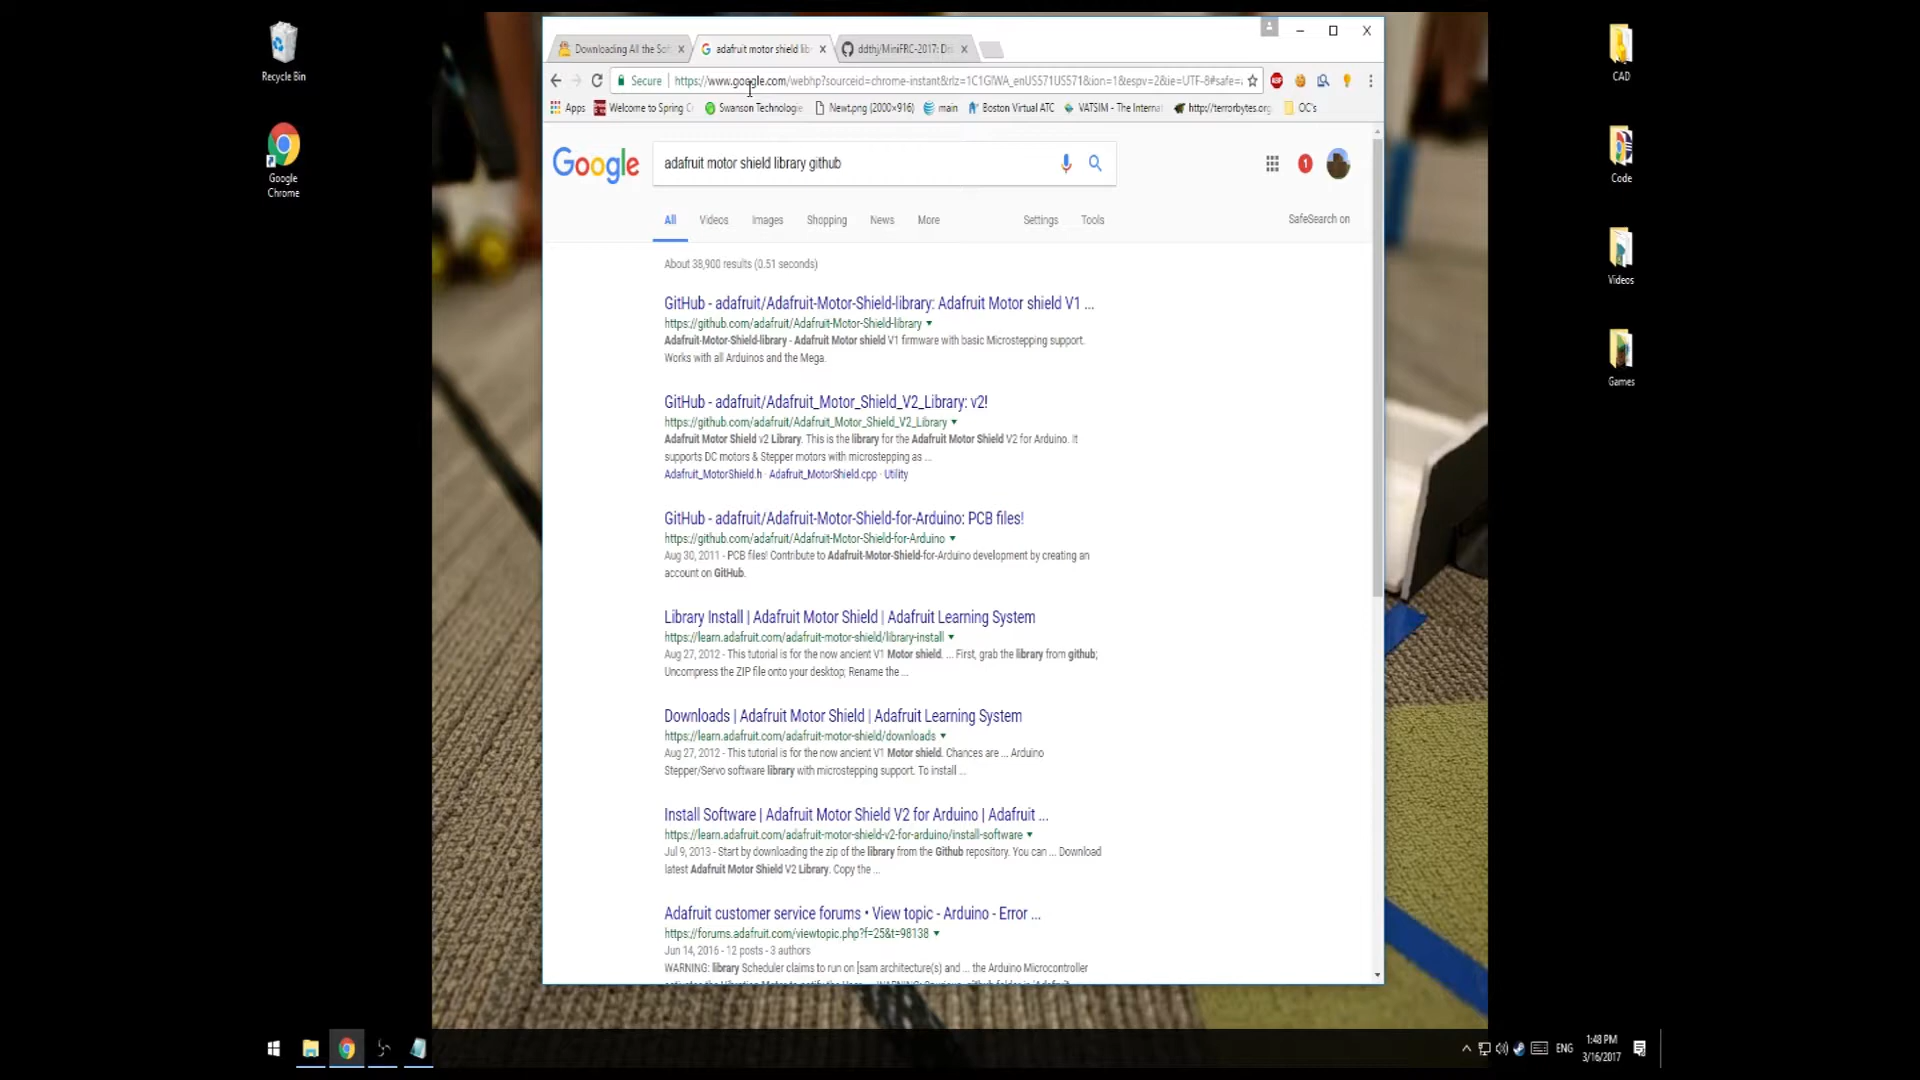 Recycle Bin
Google
Chrome
CAD
Code
Videos
Games
Downloading All the Sof
adafruit motor shield lib
ddthj/MiniFRC-2017: Dri
Secure
https://www.google.com/webhp?sourceid=chrome-instant&rlz=1C1GIWA_enUS571US571&ion=1&espv=2&ie=UTF-8#safe=
Apps
Welcome to Spring C
Swanson Technologie
Newt.png (2000×916)
main
Boston Virtual ATC
VATSIM - The Interna
http://terrorbytes.org
OC's
Google
adafruit motor shield library github
1
All
Videos
Images
Shopping
News
More
Settings
Tools
SafeSearch on
About 38,900 results (0.51 seconds)
GitHub - adafruit/Adafruit-Motor-Shield-library: Adafruit Motor shield V1 ...
https://github.com/adafruit/Adafruit-Motor-Shield-library
Adafruit-Motor-Shield-library - Adafruit Motor shield V1 firmware with basic Microstepping support.
Works with all Arduinos and the Mega.
GitHub - adafruit/Adafruit_Motor_Shield_V2_Library: v2!
https://github.com/adafruit/Adafruit_Motor_Shield_V2_Library
Adafruit Motor Shield v2 Library. This is the library for the Adafruit Motor Shield V2 for Arduino. It
supports DC motors & Stepper motors with microstepping as ...
Adafruit_MotorShield.h · Adafruit_MotorShield.cpp · Utility
GitHub - adafruit/Adafruit-Motor-Shield-for-Arduino: PCB files!
https://github.com/adafruit/Adafruit-Motor-Shield-for-Arduino
Aug 30, 2011 - PCB files! Contribute to Adafruit-Motor-Shield-for-Arduino development by creating an
account on GitHub.
Library Install | Adafruit Motor Shield | Adafruit Learning System
https://learn.adafruit.com/adafruit-motor-shield/library-install
Aug 27, 2012 - This tutorial is for the now ancient V1 Motor shield. ... First, grab the library from github;
Uncompress the ZIP file onto your desktop; Rename the ...
Downloads | Adafruit Motor Shield | Adafruit Learning System
https://learn.adafruit.com/adafruit-motor-shield/downloads
Aug 27, 2012 - This tutorial is for the now ancient V1 Motor shield. Chances are ... Arduino
Stepper/Servo software library with microstepping support. To install ...
Install Software | Adafruit Motor Shield V2 for Arduino | Adafruit ...
https://learn.adafruit.com/adafruit-motor-shield-v2-for-arduino/install-software
Jul 9, 2013 - Start by downloading the zip of the library from the Github repository. You can ... Download
latest Adafruit Motor Shield V2 Library. Copy the ...
Adafruit customer service forums • View topic - Arduino - Error ...
https://forums.adafruit.com/viewtopic.php?f=25&t=98138
Jun 14, 2016 - 12 posts - 3 authors
WARNING: library Scheduler claims to run on [sam architecture(s) and ... the Arduino Microcontroller
ENG
1:48 PM
3/16/2017